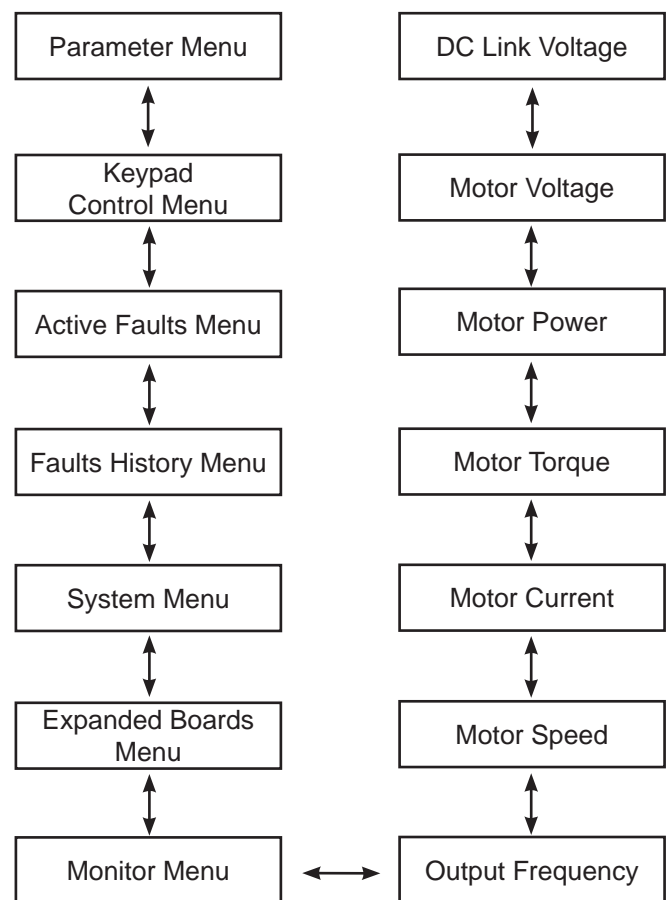 Parameter Menu
Keypad
Control Menu
Active Faults Menu
Faults History Menu
System Menu
Expanded Boards
Menu
Monitor Menu
DC Link Voltage
Motor Voltage
Motor Power
Motor Torque
Motor Current
Motor Speed
Output Frequency